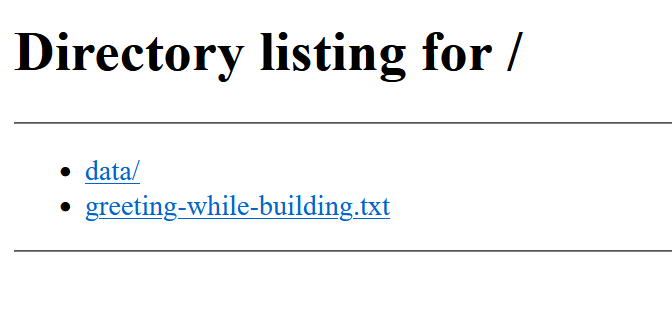 Directory listing for /
data/
greeting-while-building.txt